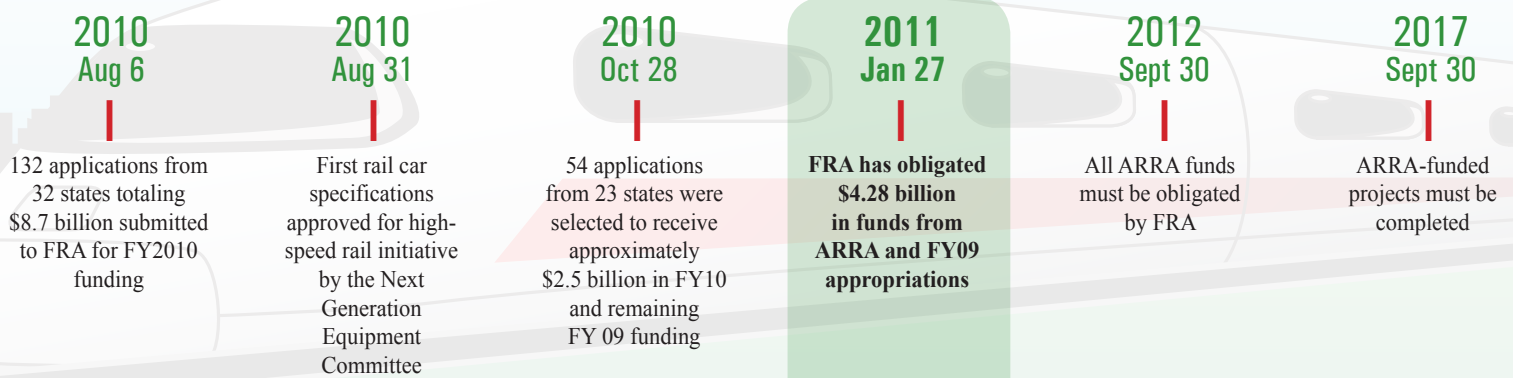 2010
Aug 6
132 applications from
32 states totaling
$8.7 billion submitted
to FRA for FY2010
funding
2010
Aug 31
First rail car
specifications
approved for high-
speed rail initiative
by the Next
Generation
Equipment
Committee
2010
Oct 28
54 applications
from 23 states were
selected to receive
approximately
$2.5 billion in FY10
and remaining
FY 09 funding
2011
Jan 27
FRA has obligated
$4.28 billion
in funds from
ARRA and FY09
appropriations
2012
Sept 30
All ARRA funds
must be obligated
by FRA
2017
Sept 30
ARRA-funded
projects must be
completed